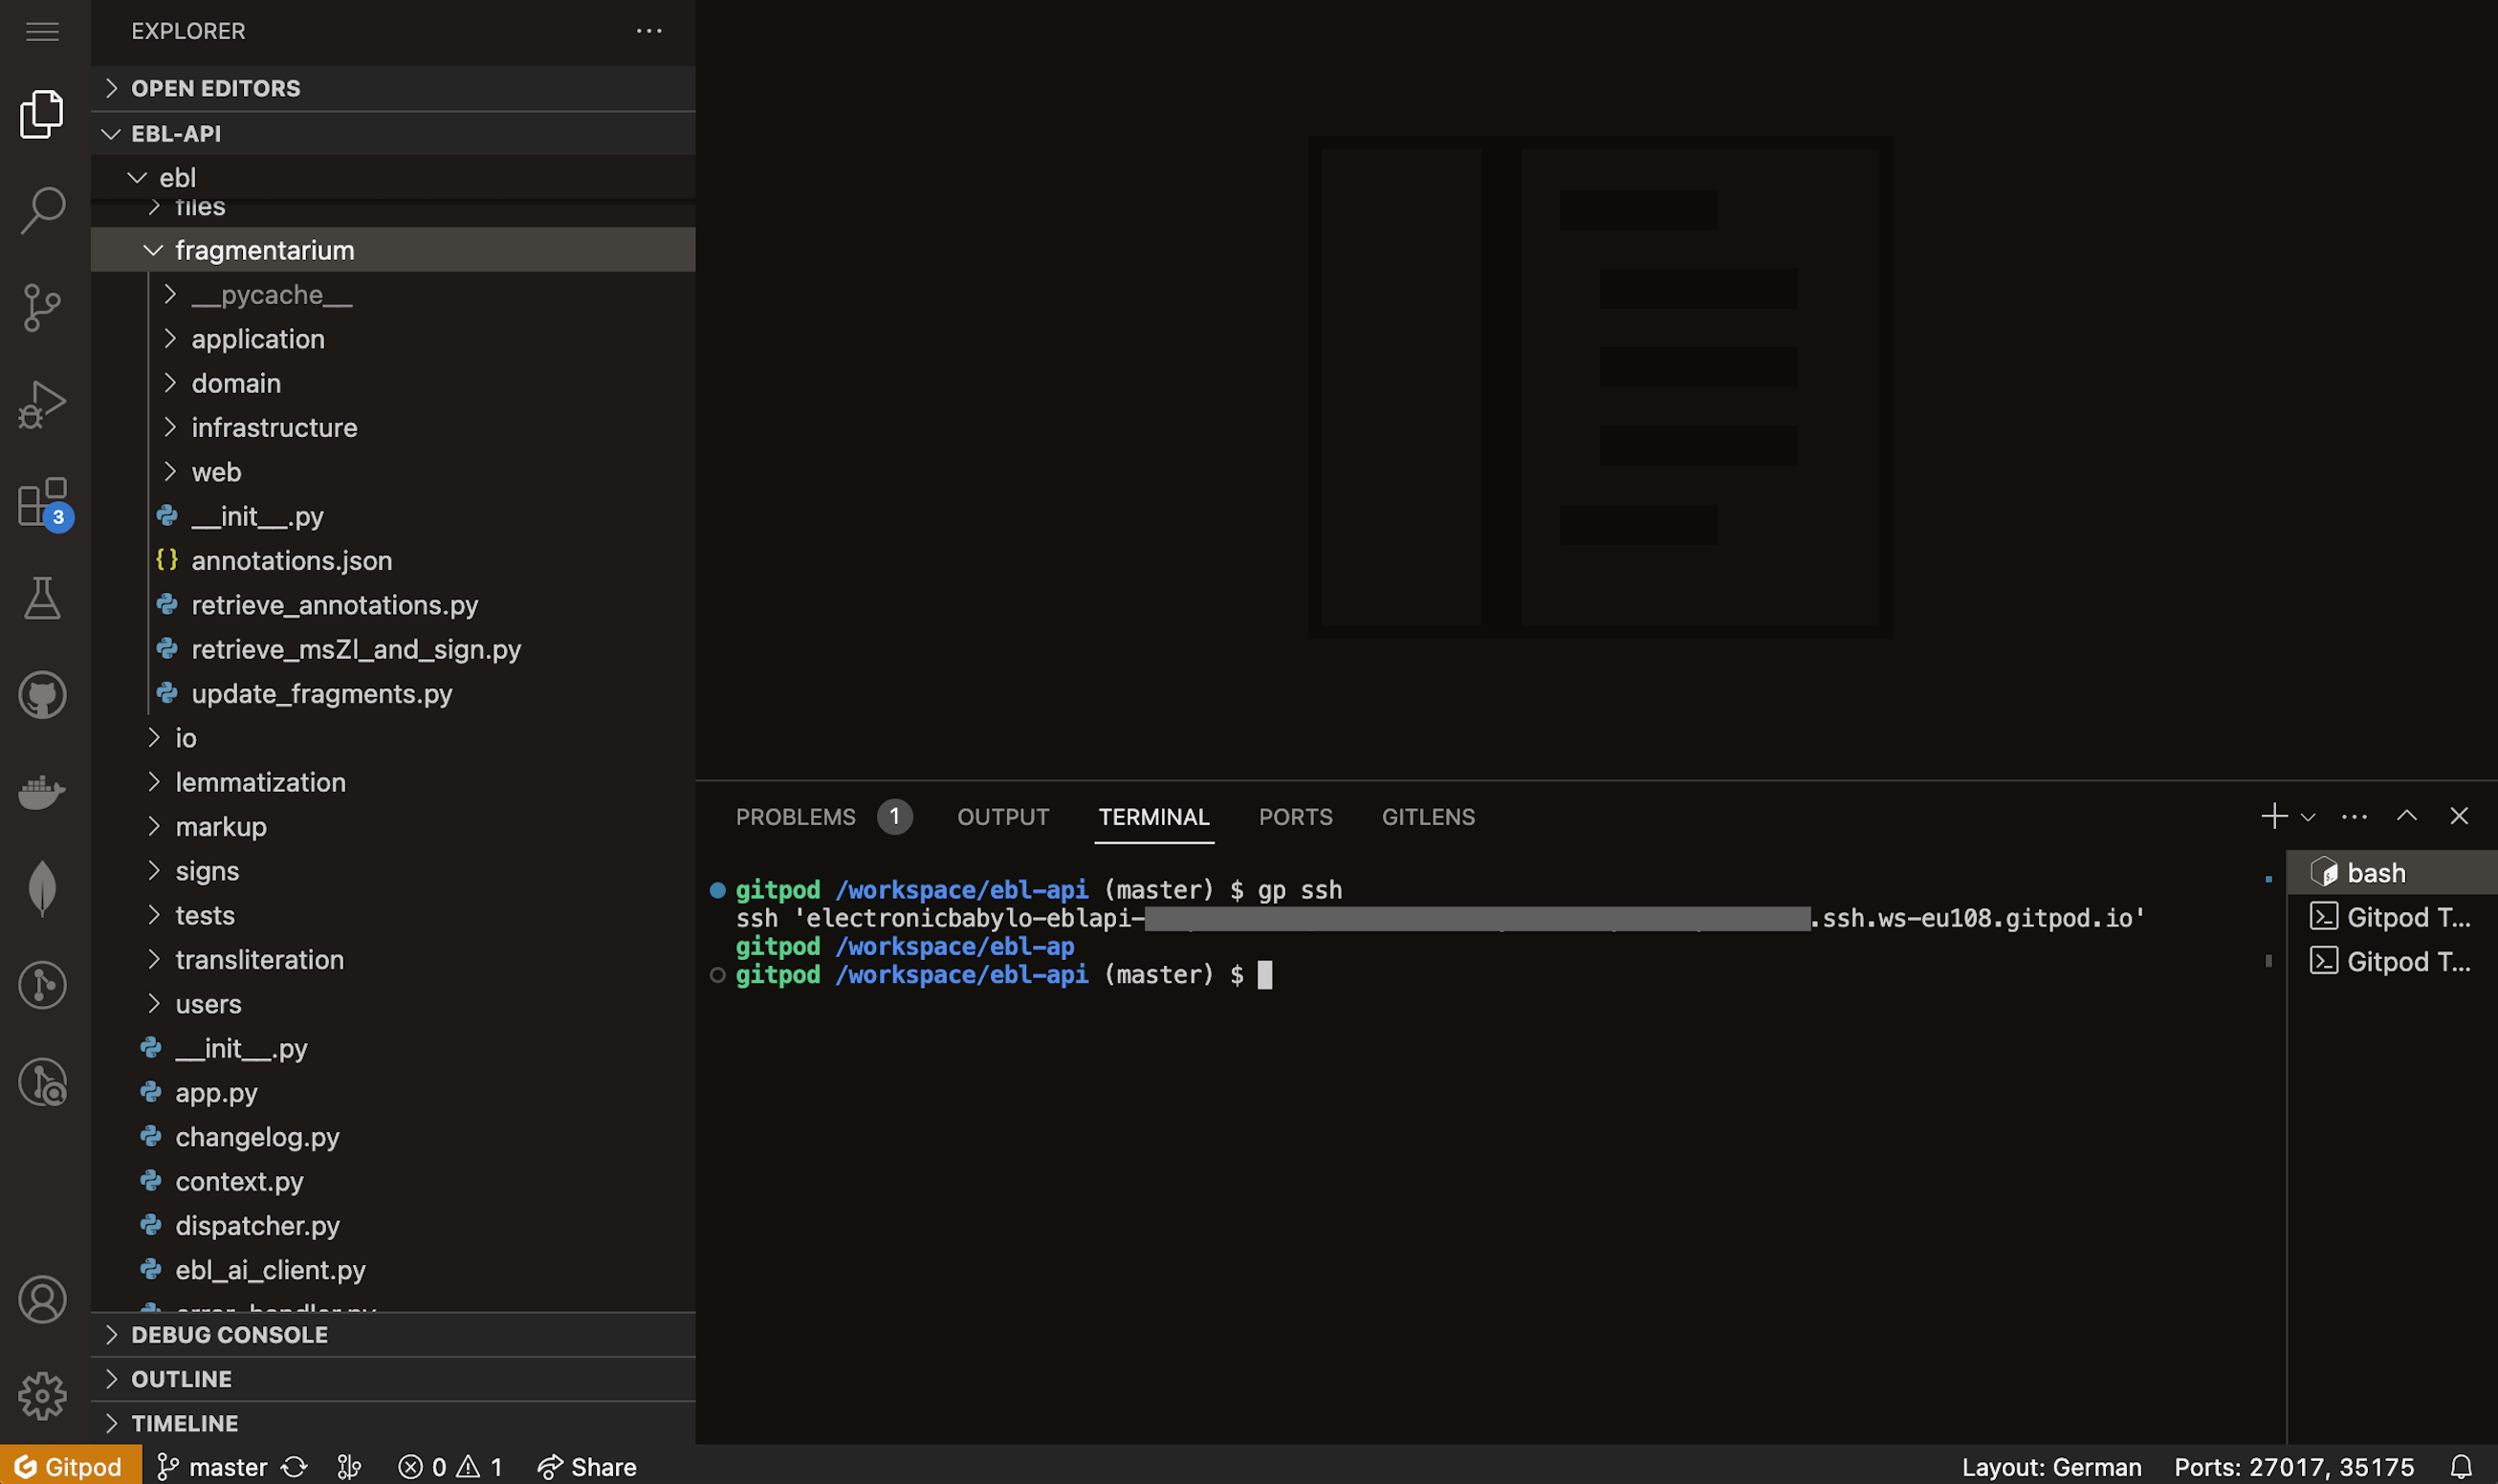 EXPLORER
OPEN EDITORS
EBL-API
ebl
files
fragmentarium
__pycache__
application
domain
infrastructure
web
__init__.py
annotations.json
retrieve_annotations.py
retrieve_msZl_and_sign.py
update_fragments.py
io
lemmatization
markup
signs
tests
transliteration
users
__init__.py
app.py
changelog.py
context.py
dispatcher.py
ebl_ai_client.py
error_handler.py
DEBUG CONSOLE
OUTLINE
TIMELINE
3
PROBLEMS 1 OUTPUT TERMINAL PORTS GITLENS
gitpod /workspace/ebl-api (master) $ gp ssh
ssh 'electronicbabylo-eblapi- .ssh.ws-eu108.gitpod.io'
gitpod /workspace/ebl-ap
gitpod /workspace/ebl-api (master) $
bash
Gitpod T...
Gitpod T...
Gitpod master 0 1 Share Layout: German Ports: 27017, 35175